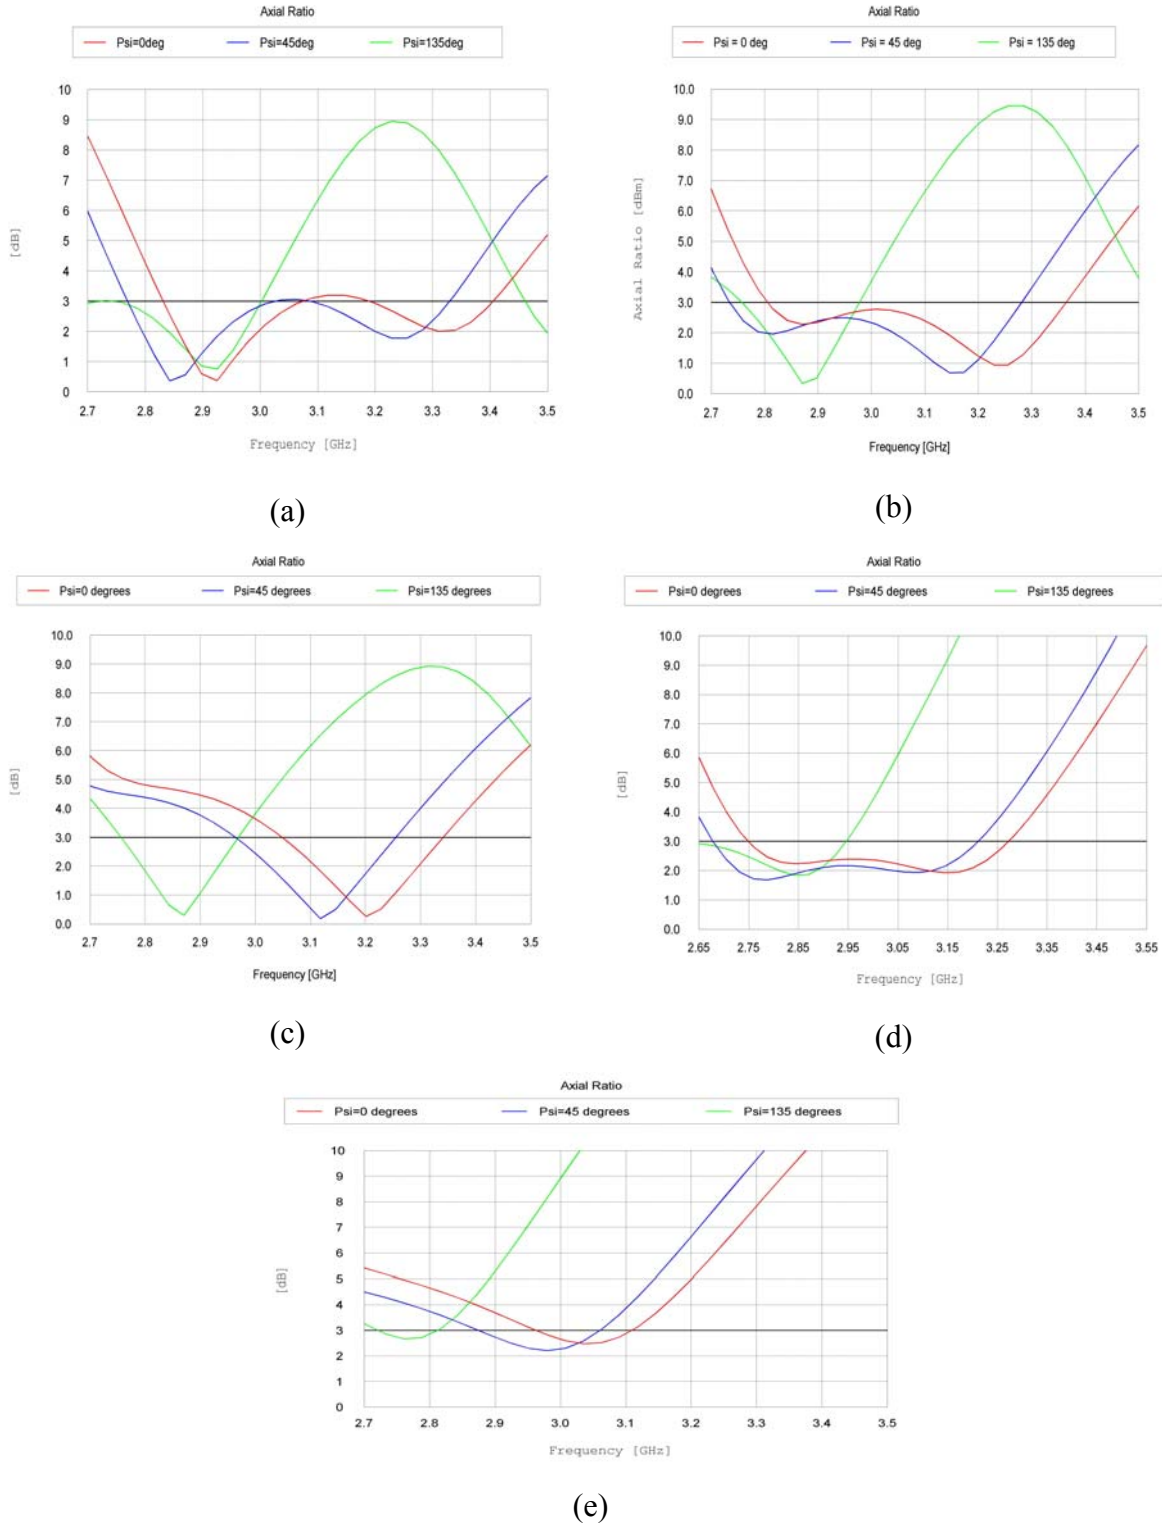 Axial Ratio
Psi=0deg Psi=45deg Psi=135deg
10
9
8
7
6
5
4
3
2
1
0
[dB]
2.7 2.8 2.9 3.0 3.1 3.2 3.3 3.4 3.5
Frequency [GHz]
(a)
Axial Ratio
Psi = 0 deg Psi = 45 deg Psi = 135 deg
10.0
9.0
8.0
7.0
6.0
5.0
4.0
3.0
2.0
1.0
0.0
Axial Ratio [dBm]
2.7 2.8 2.9 3.0 3.1 3.2 3.3 3.4 3.5
Frequency [GHz]
(b)
Axial Ratio
Psi=0 degrees Psi=45 degrees Psi=135 degrees
10.0
9.0
8.0
7.0
6.0
5.0
4.0
3.0
2.0
1.0
0.0
[dB]
2.7 2.8 2.9 3.0 3.1 3.2 3.3 3.4 3.5
Frequency [GHz]
(c)
Axial Ratio
Psi=0 degrees Psi=45 degrees Psi=135 degrees
10.0
9.0
8.0
7.0
6.0
5.0
4.0
3.0
2.0
1.0
0.0
[dB]
2.65 2.75 2.85 2.95 3.05 3.15 3.25 3.35 3.45 3.55
Frequency [GHz]
(d)
Axial Ratio
Psi=0 degrees Psi=45 degrees Psi=135 degrees
10
9
8
7
6
5
4
3
2
1
0
[dB]
2.7 2.8 2.9 3.0 3.1 3.2 3.3 3.4 3.5
Frequency [GHz]
(e)